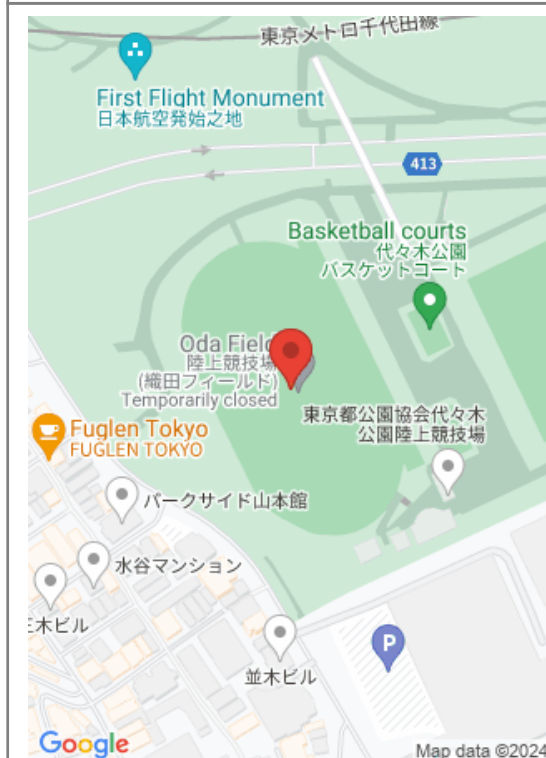 東京メトロ千代田線
First Flight Monument
日本航空発始之地
413
Basketball courts
代々木公園
バスケットコート
Oda Field
陸上競技場
(織田フィールド)
Temporarily closed
東京都公園協会代々木
公園陸上競技場
Fuglen Tokyo
FUGLEN TOKYO
パークサイド山本館
水谷マンション
三木ビル
並木ビル
P
Google
Map data ©2024